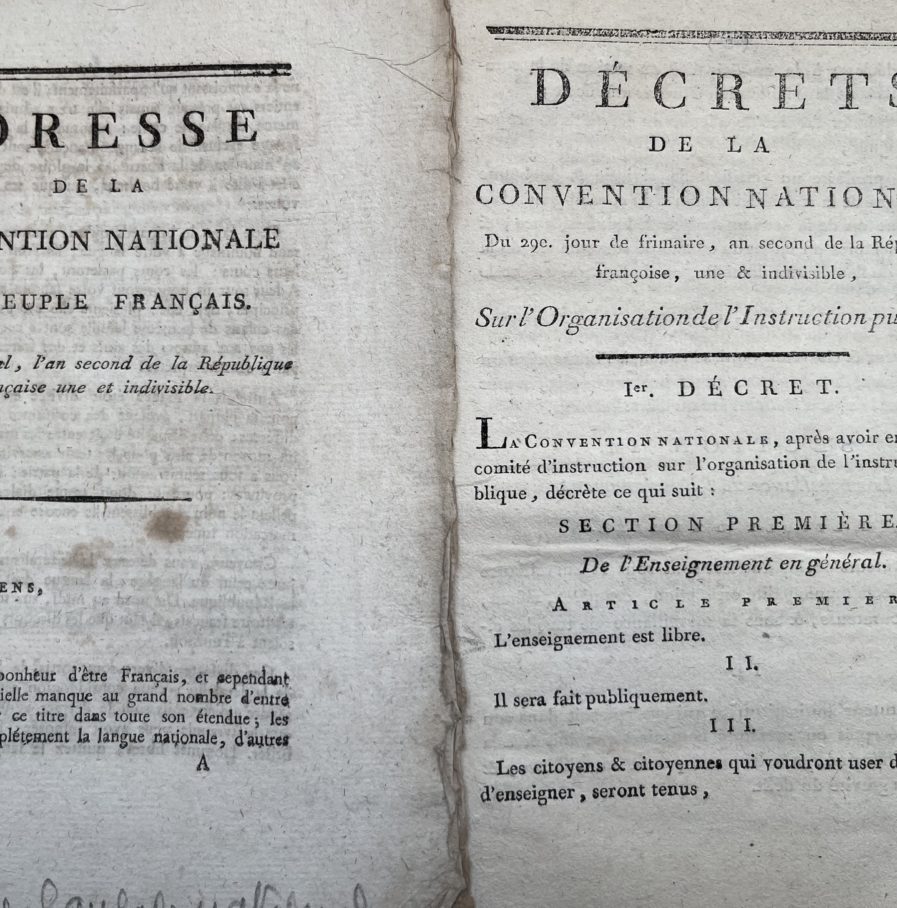 DRESSE
DE LA
NTION NATIONALE
EUPLE FRANÇAIS.
el, l'an second de la République
çaise une et indivisible.
ENS,
bonheur d'être Français, et cependant
ielle manque au grand nombre d'entre
ce titre dans toute son étendue; les
plétement la langue nationale, d'autres
A
DÉCRETS
DE LA
CONVENTION NATION
Du 29e. jour de frimaire, an second de la Rép
françoise, une & indivisible,
Sur l'Organisation de l'Instruction pu
Ier. DÉCRET.
LA CONVENTION NATIONALE, après avoir en
comité d'instruction sur l'organisation de l'instru
blique, décrète ce qui suit :
SECTION PREMIÈRE
De l'Enseignement en général.
ARTICLE PREMIER
L'enseignement est libre.
II.
Il sera fait publiquement.
III.
Les citoyens & citoyennes qui voudront user d
d'enseigner, seront tenus,